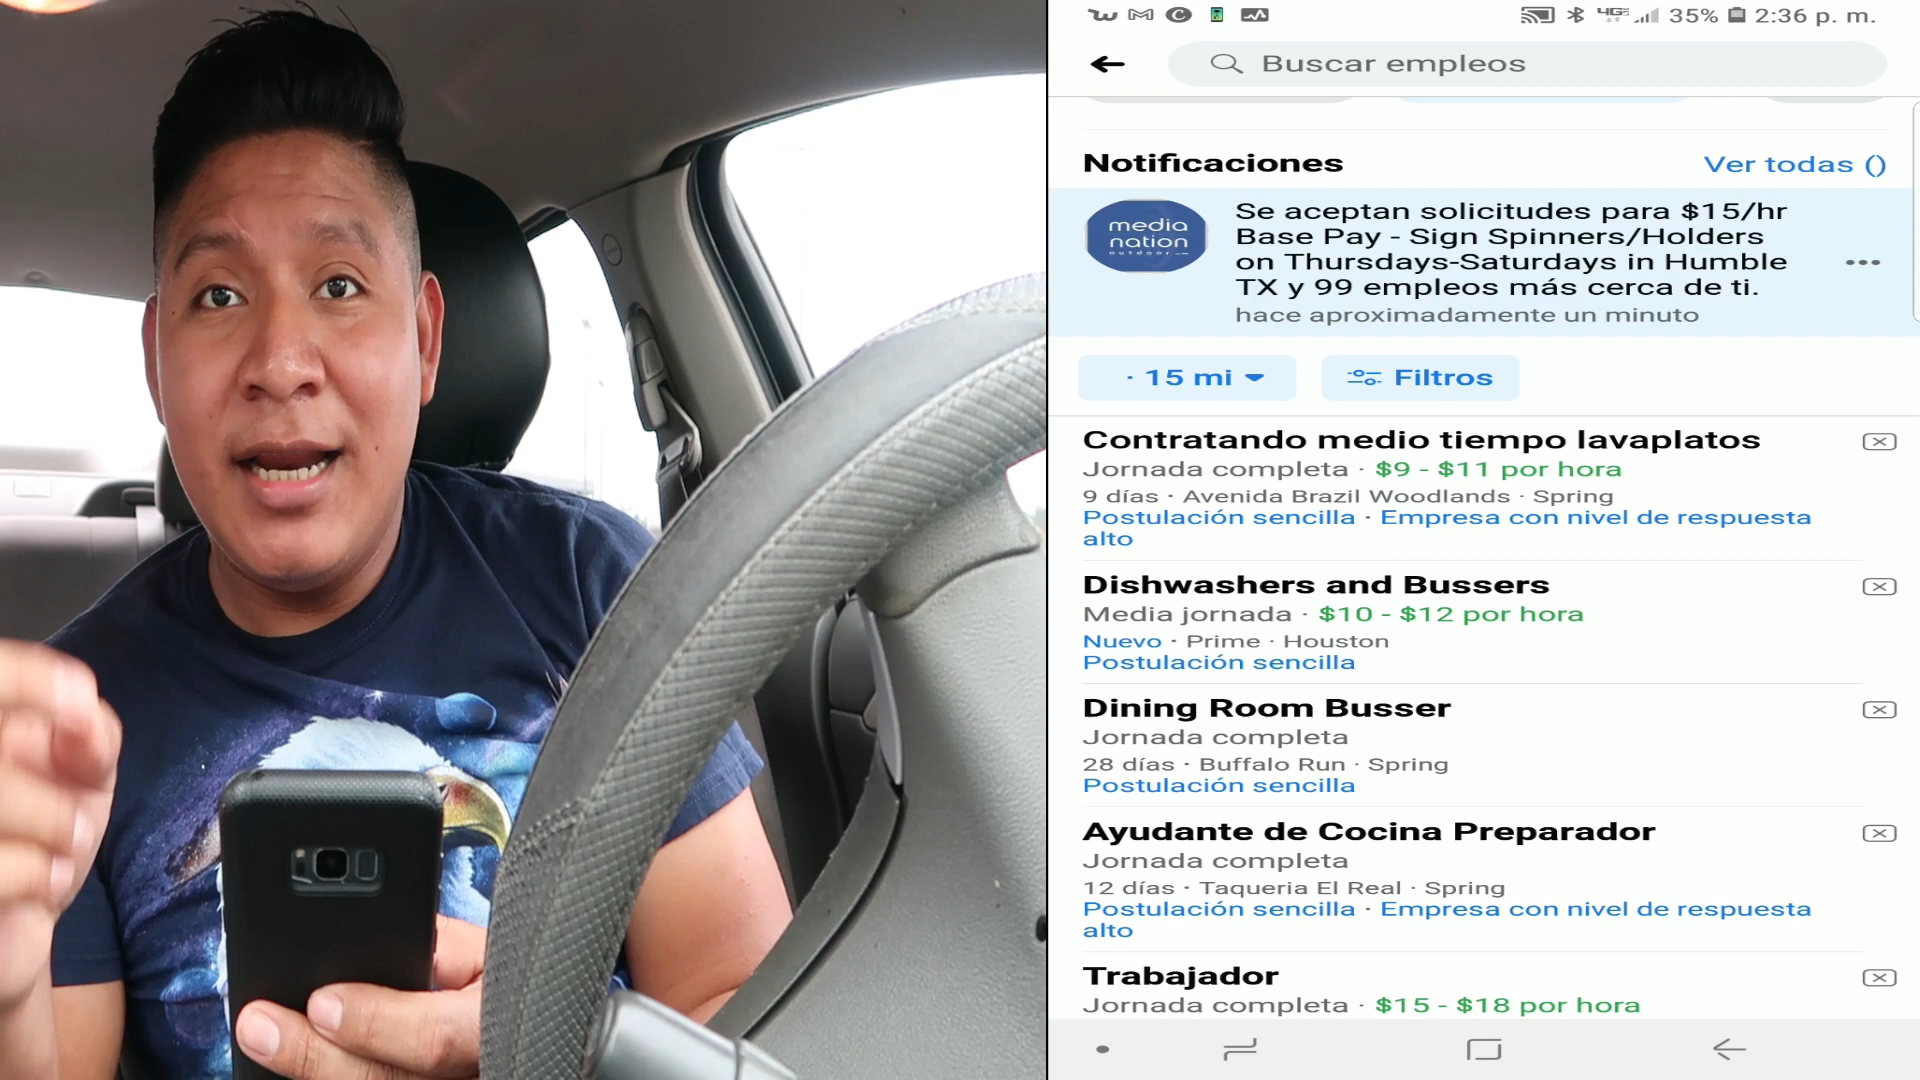 35% 2:36 p. m.
Buscar empleos
Notificaciones
Ver todas ()
media
nation
Se aceptan solicitudes para $15/hr
Base Pay - Sign Spinners/Holders
on Thursdays-Saturdays in Humble
TX y 99 empleos más cerca de ti.
hace aproximadamente un minuto
· 15 mi
Filtros
Contratando medio tiempo lavaplatos
Jornada completa · $9 - $11 por hora
9 días · Avenida Brazil Woodlands · Spring
Postulación sencilla · Empresa con nivel de respuesta
alto
Dishwashers and Bussers
Media jornada · $10 - $12 por hora
Nuevo · Prime · Houston
Postulación sencilla
Dining Room Busser
Jornada completa
28 días · Buffalo Run · Spring
Postulación sencilla
Ayudante de Cocina Preparador
Jornada completa
12 días · Taqueria El Real · Spring
Postulación sencilla · Empresa con nivel de respuesta
alto
Trabajador
Jornada completa · $15 - $18 por hora